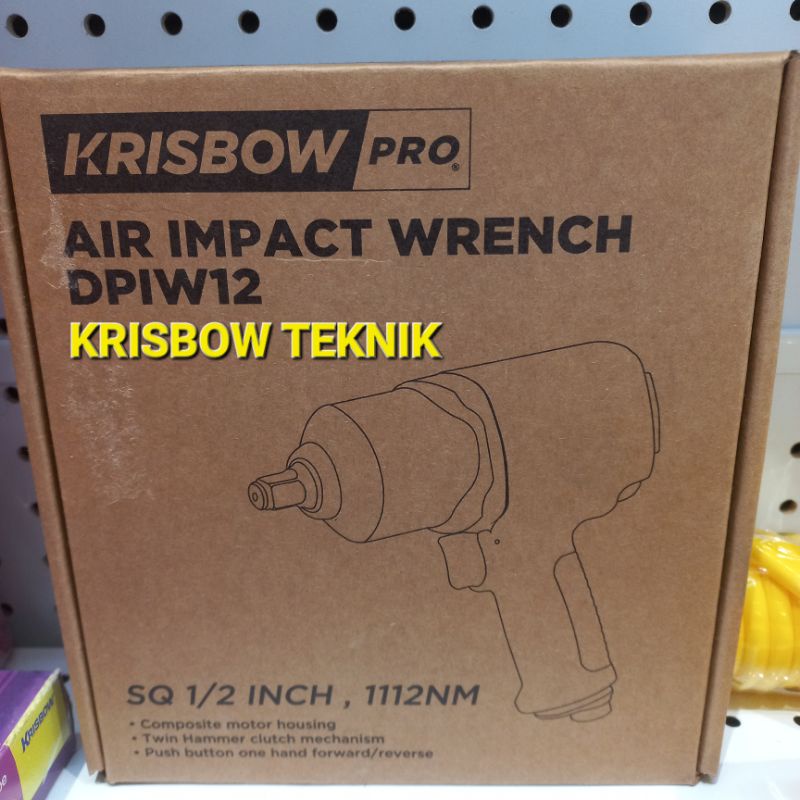 KRISBOW PRO®
AIR IMPACT WRENCH
DPIW12
KRISBOW TEKNIK
SQ 1/2 INCH , 1112NM
• Composite motor housing
• Twin Hammer clutch mechanism
• Push button one hand forward/reverse
KRISBOW